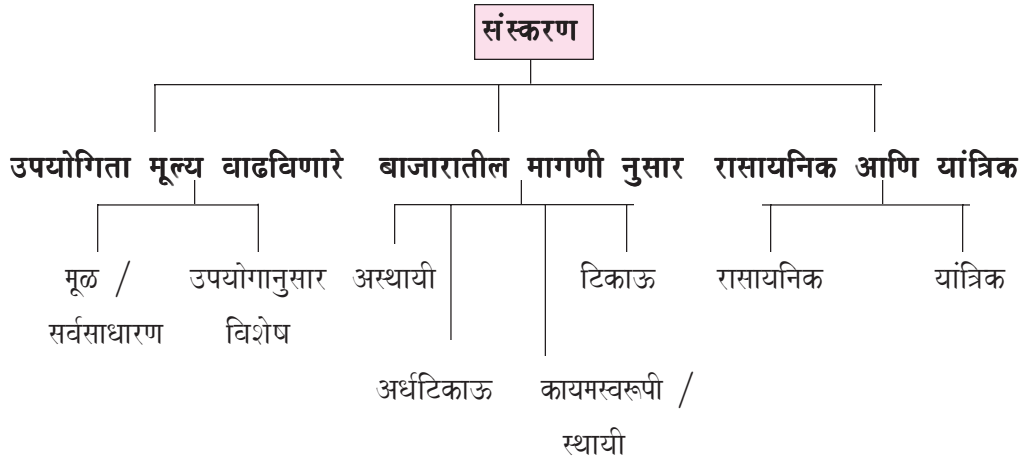 संस्करण
उपयोगिता मूल्य वाढविणारे बाजारातील मागणी नुसार रासायनिक आणि यांत्रिक
मूळ / उपयोगानुसार अस्थायी टिकाऊ रासायनिक यांत्रिक
सर्वसाधारण विशेष
अर्धटिकाऊ कायमस्वरूपी /
स्थायी